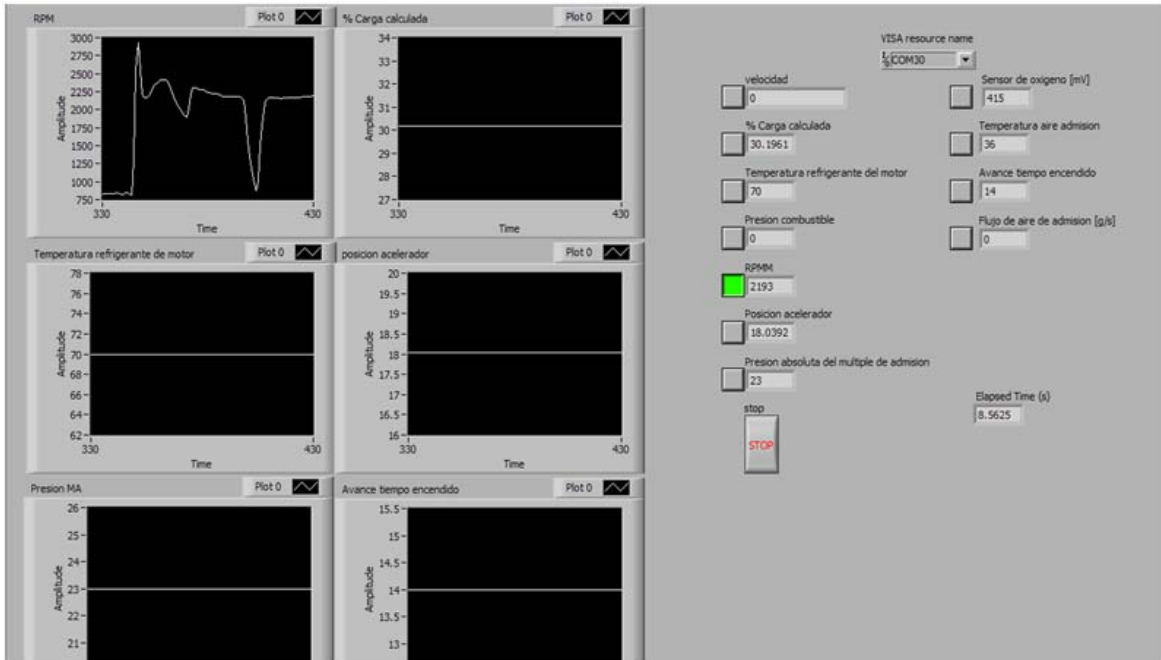 RPM
Plot 0
Amplitude
3000
2750
2500
2250
2000
1750
1500
1250
1000
750
330
430
Time
% Carga calculada
Plot 0
Amplitude
34
33
32
31
30
29
28
27
330
430
Time
Temperatura refrigerante de motor
Plot 0
Amplitude
78
76
74
72
70
68
66
64
62
330
430
Time
posicion acelerador
Plot 0
Amplitude
20
19.5
19
18.5
18
17.5
17
16.5
16
330
430
Time
Presion MA
Plot 0
Amplitude
26
25
24
23
22
21
Avance tiempo encendido
Plot 0
Amplitude
15.5
15
14.5
14
13.5
13
VISA resource name
COM30
velocidad
0
% Carga calculada
30.1961
Temperatura refrigerante del motor
70
Presion combustible
0
RPMM
2193
Posicion acelerador
18.0392
Presion absoluta del multiple de admision
23
stop
STOP
Sensor de oxigeno [mV]
415
Temperatura aire admision
36
Avance tiempo encendido
14
Flujo de aire de admision [g/s]
0
Elapsed Time (s)
8.5625